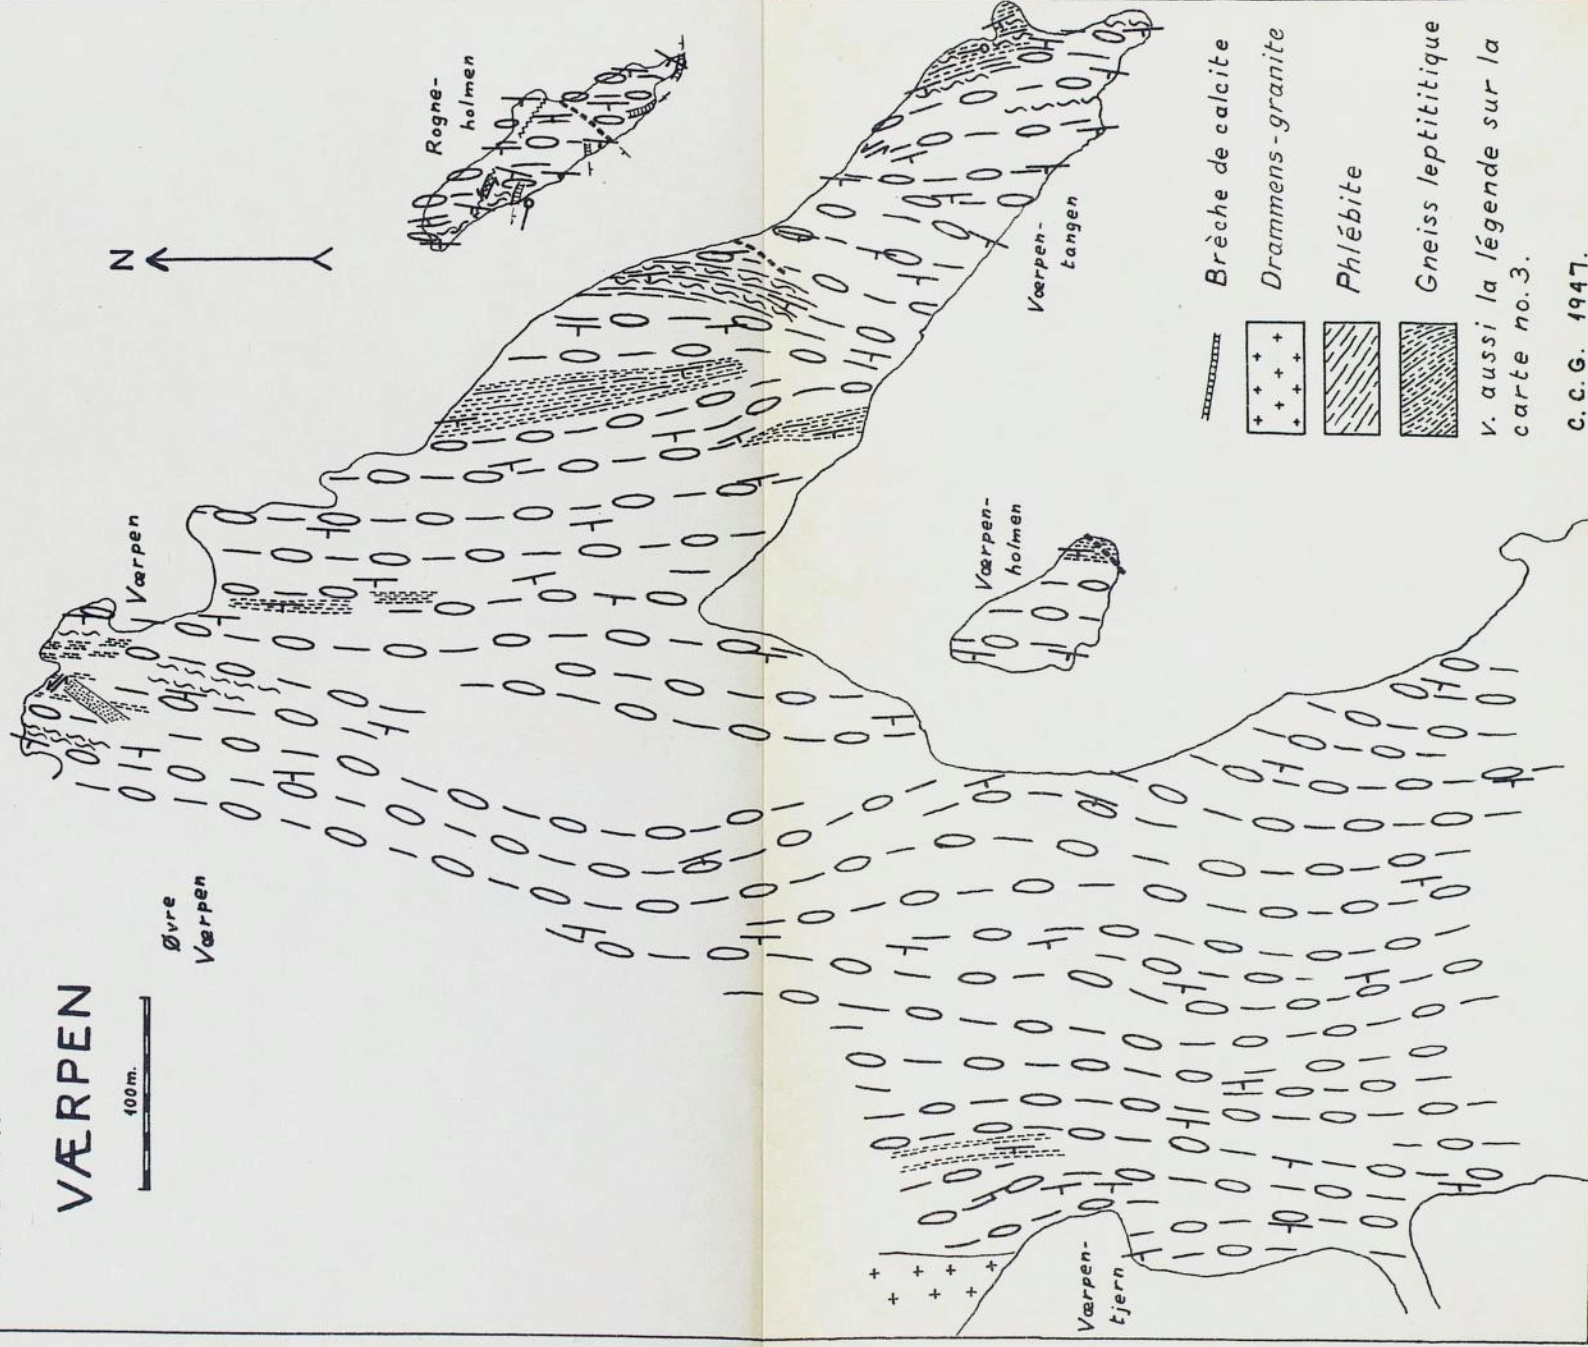 VÆRPEN
100 m.
N
Øvre
Værpen
Værpen
Rogne-
holmen
Værpen-
holmen
Værpen-
tangen
Værpen-
tjern
Brèche de calcite
Drammens-granite
Phlébite
Gneiss leptititique
v. aussi la légende sur la
carte no. 3.
C. C. G. 1947.